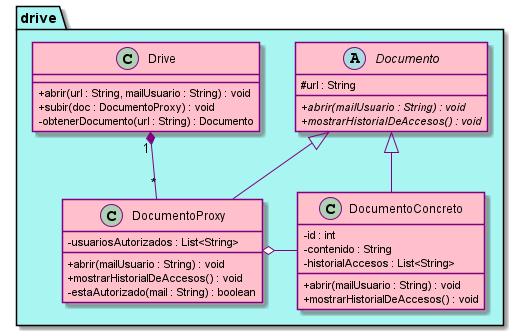 drive
C Drive
+abrir(url : String, mailUsuario : String) : void
+subir(doc : DocumentoProxy) : void
-obtenerDocumento(url : String) : Documento
A Documento
#url : String
+abrir(mailUsuario : String) : void
+mostrarHistorialDeAccesos() : void
1
*
C DocumentoProxy
-usuariosAutorizados : List<String>
+abrir(mailUsuario : String) : void
+mostrarHistorialDeAccesos() : void
-estaAutorizado(mail : String) : boolean
C DocumentoConcreto
-id : int
-contenido : String
-historialAccesos : List<String>
+abrir(mailUsuario : String) : void
+mostrarHistorialDeAccesos() : void